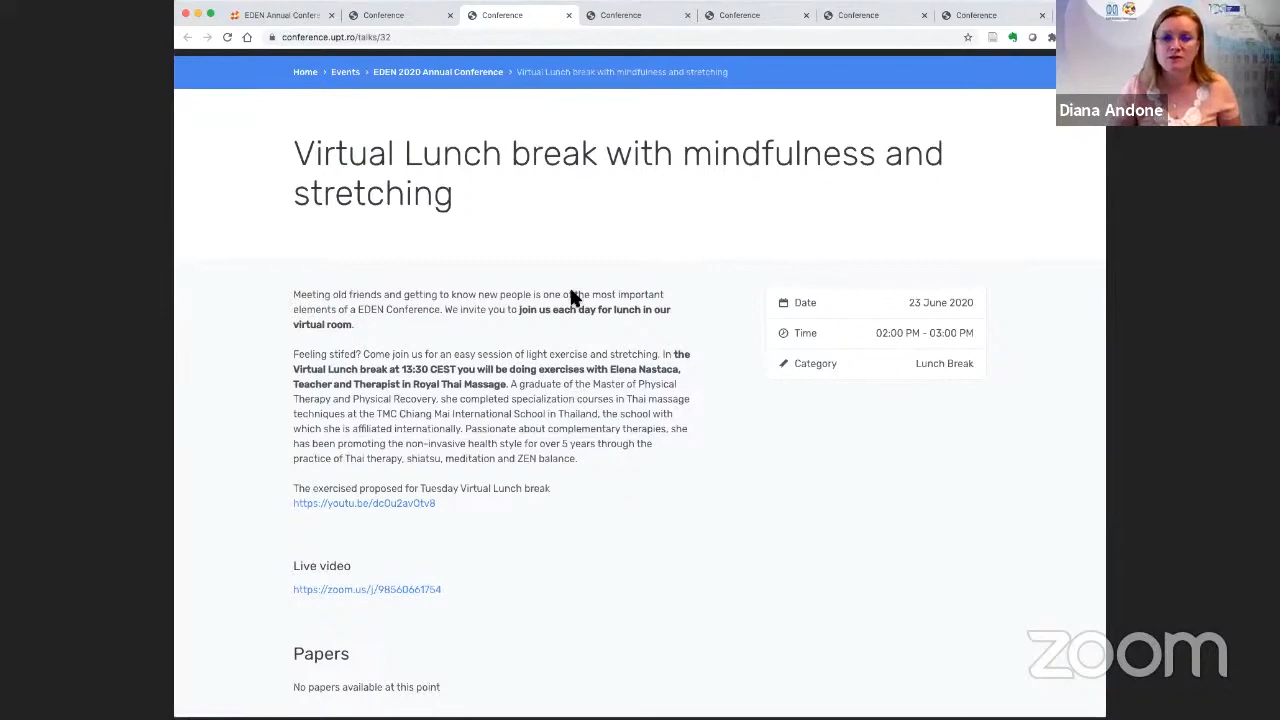 EDEN Annual Confere
Conference
Conference
Conference
Conference
Conference
Conference
conference.upt.ro/talks/32
Home › Events › EDEN 2020 Annual Conference › Virtual Lunch break with mindfulness and stretching
Diana Andone
Virtual Lunch break with mindfulness and
stretching
Meeting old friends and getting to know new people is one of the most important
elements of a EDEN Conference. We invite you to join us each day for lunch in our
virtual room.
Feeling stifed? Come join us for an easy session of light exercise and stretching. In the
Virtual Lunch break at 13:30 CEST you will be doing exercises with Elena Nastaca,
Teacher and Therapist in Royal Thai Massage. A graduate of the Master of Physical
Therapy and Physical Recovery, she completed specialization courses in Thai massage
techniques at the TMC Chiang Mai International School in Thailand, the school with
which she is affiliated internationally. Passionate about complementary therapies, she
has been promoting the non-invasive health style for over 5 years through the
practice of Thai therapy, shiatsu, meditation and ZEN balance.
The exercised proposed for Tuesday Virtual Lunch break
https://youtu.be/dc0u2av0tv8
Date 23 June 2020
Time 02:00 PM - 03:00 PM
Category Lunch Break
Live video
https://zoom.us/j/98560661754
Papers
No papers available at this point
zoom